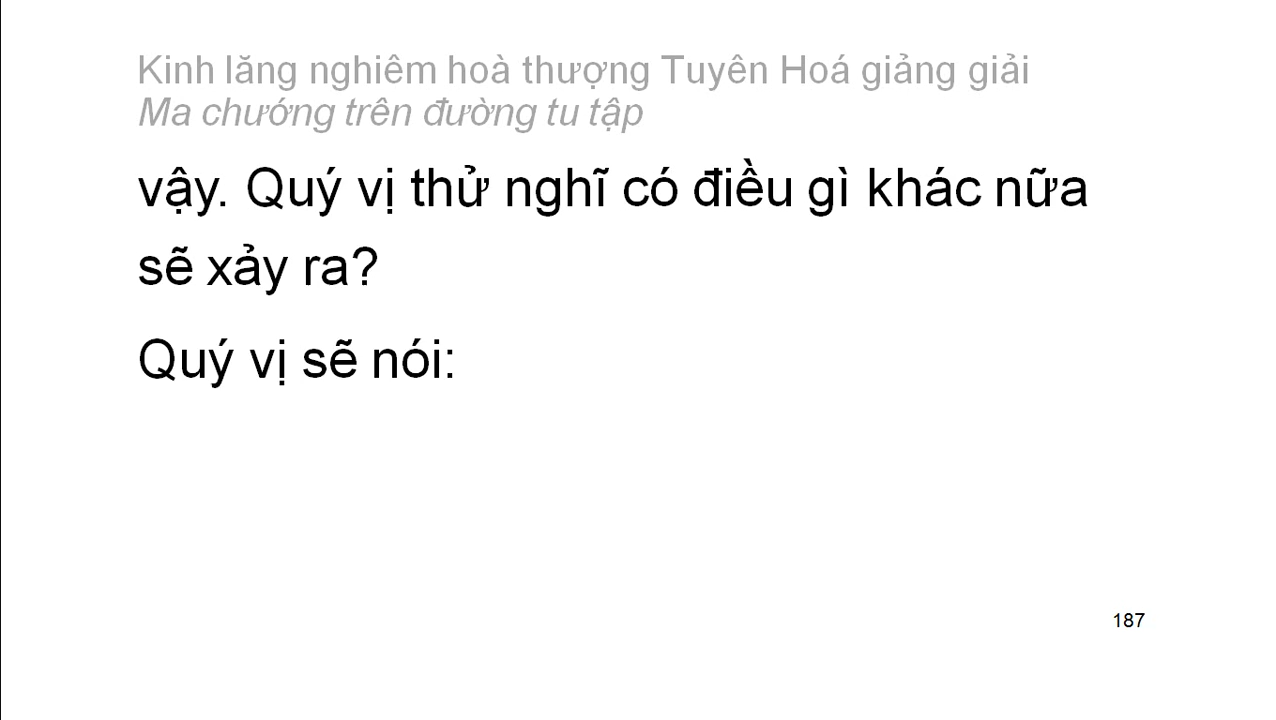 Kinh lăng nghiêm hoà thượng Tuyên Hoá giảng giải
Ma chướng trên đường tu tập
vậy. Quý vị thử nghĩ có điều gì khác nữa
sẽ xảy ra?
Quý vị sẽ nói:
187